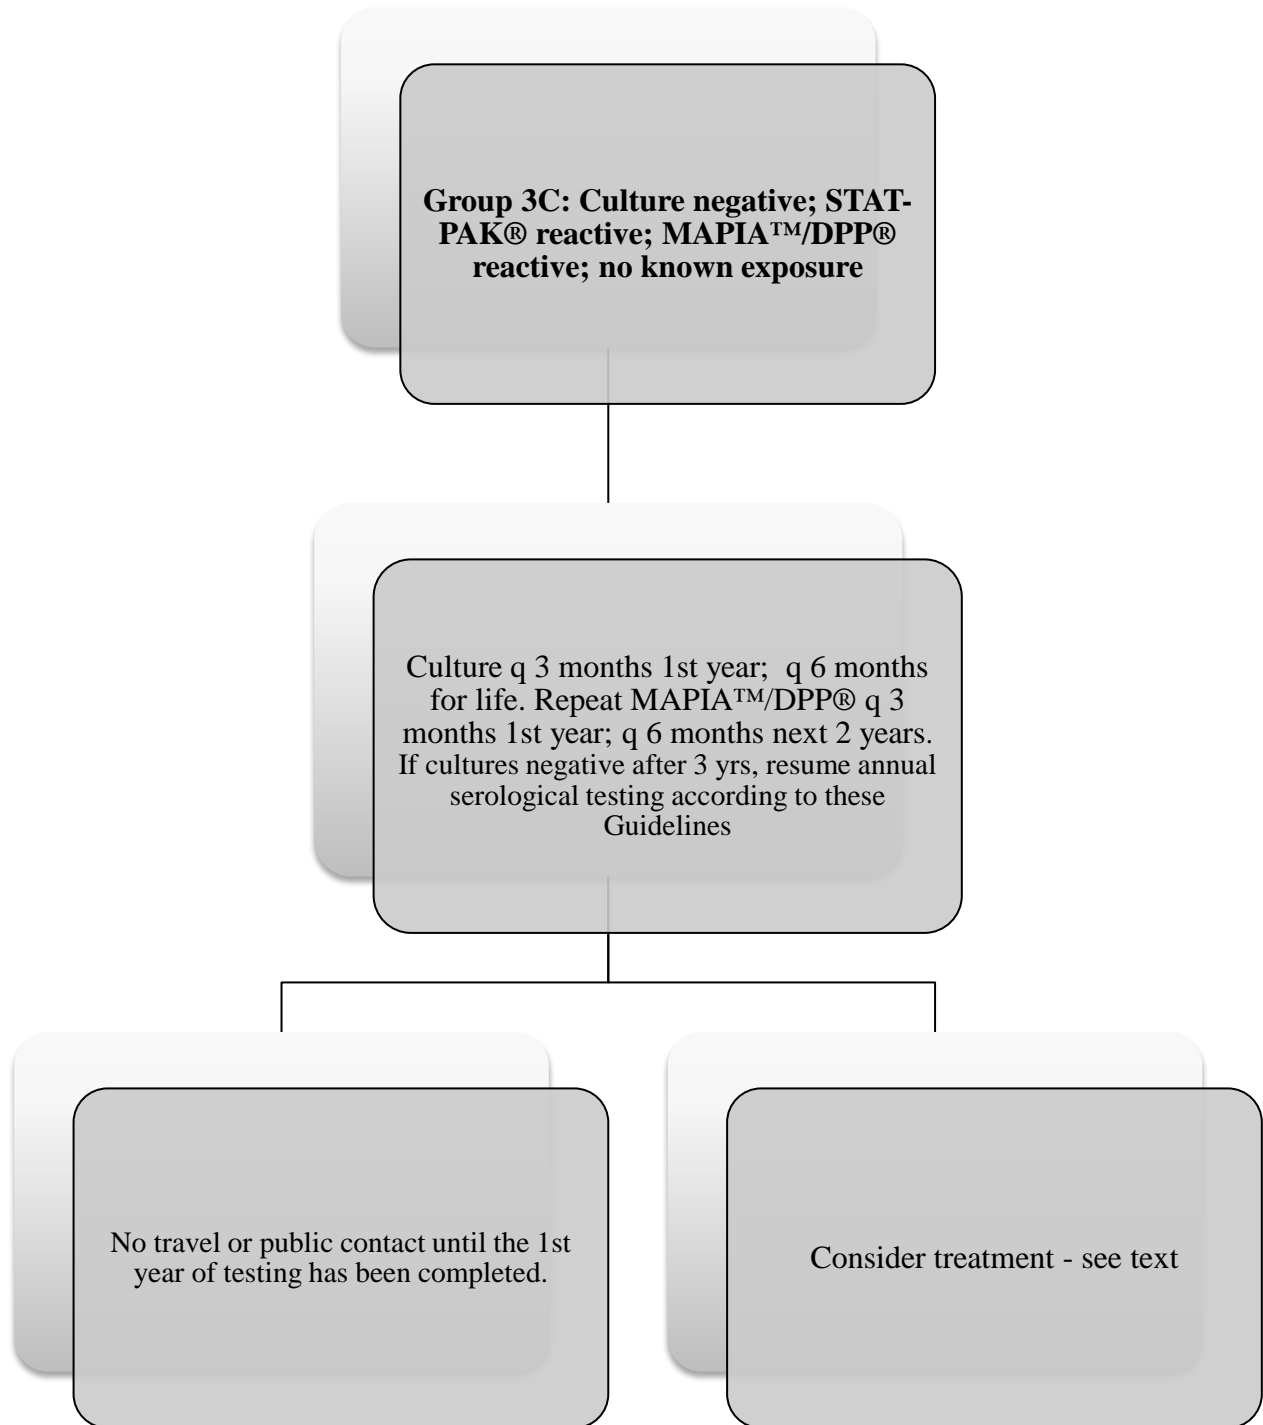 Group 3C: Culture negative; STAT-
PAK® reactive; MAPIA™/DPP®
reactive; no known exposure
Culture q 3 months 1st year;  q 6 months
for life. Repeat MAPIA™/DPP® q 3
months 1st year; q 6 months next 2 years.
If cultures negative after 3 yrs, resume annual
serological testing according to these
Guidelines
No travel or public contact until the 1st
year of testing has been completed.
Consider treatment - see text